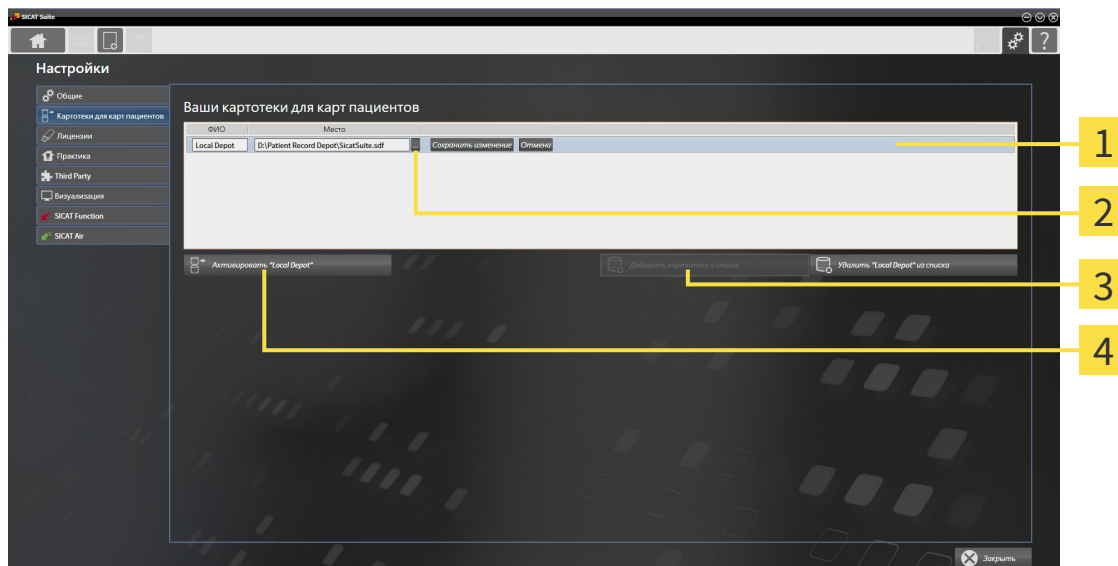 SICAT Suite
?
Настройки
Общие
Картотеки для карт пациентов
Лицензии
Практика
Third Party
Визуализация
SICAT Function
SICAT Air
Ваши картотеки для карт пациентов
ФИО Место
Local Depot D:\Patient Record Depot\SicatSuite.sdf ... Сохранить изменение Отмена
Активировать "Local Depot" Добавить картотеку в список Удалить "Local Depot" из списка
Закрыть
1
2
3
4